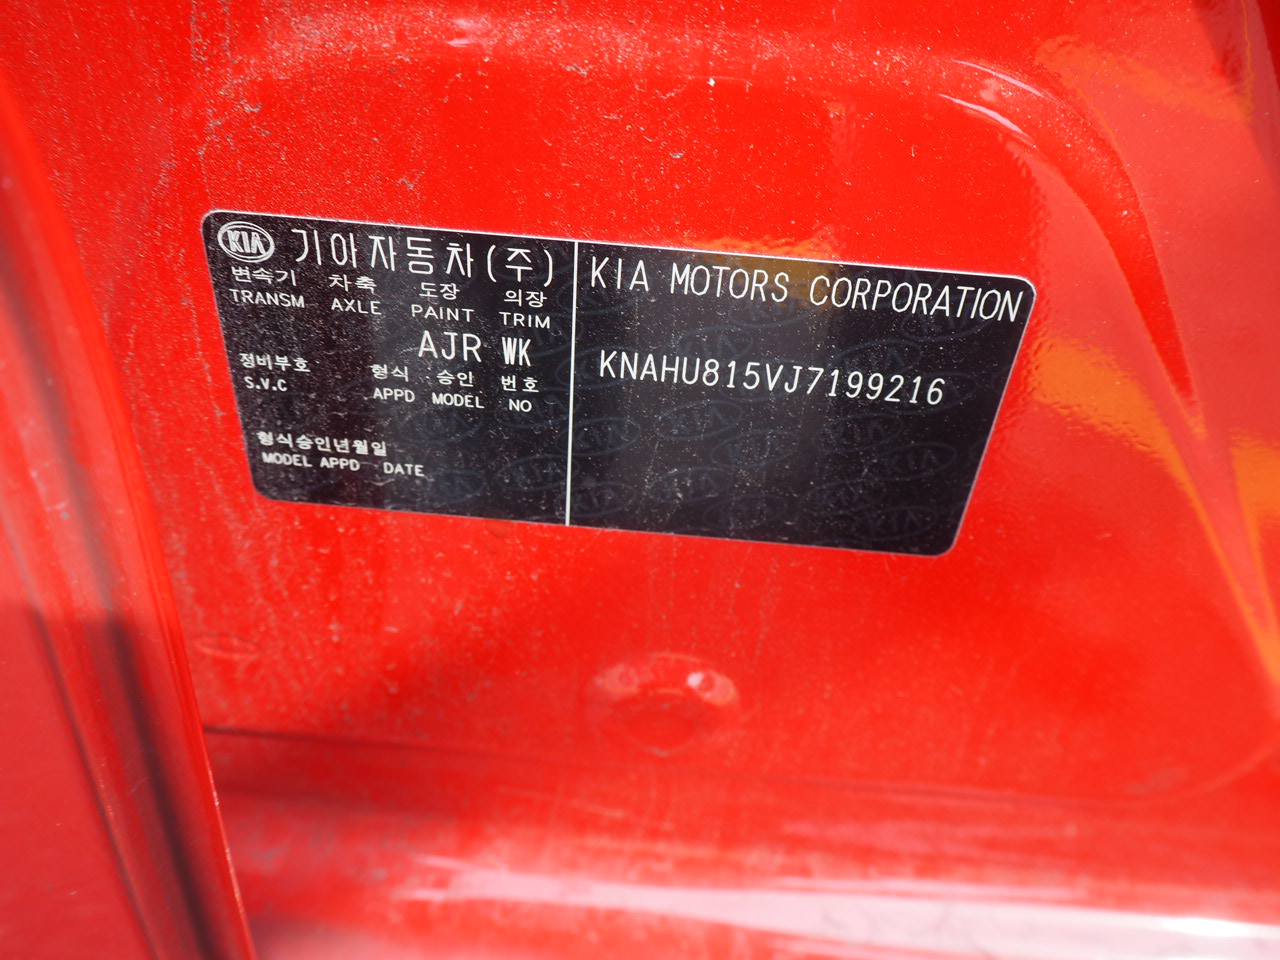 KIA 기아자동차(주)
변속기 차축 도장 의장
TRANSM AXLE PAINT TRIM
AJR WK
정비부호 형식 승인 번호
S.V.C APPD MODEL NO
형식승인년월일
MODEL APPD DATE
KIA MOTORS CORPORATION
KNAHU815VJ7199216